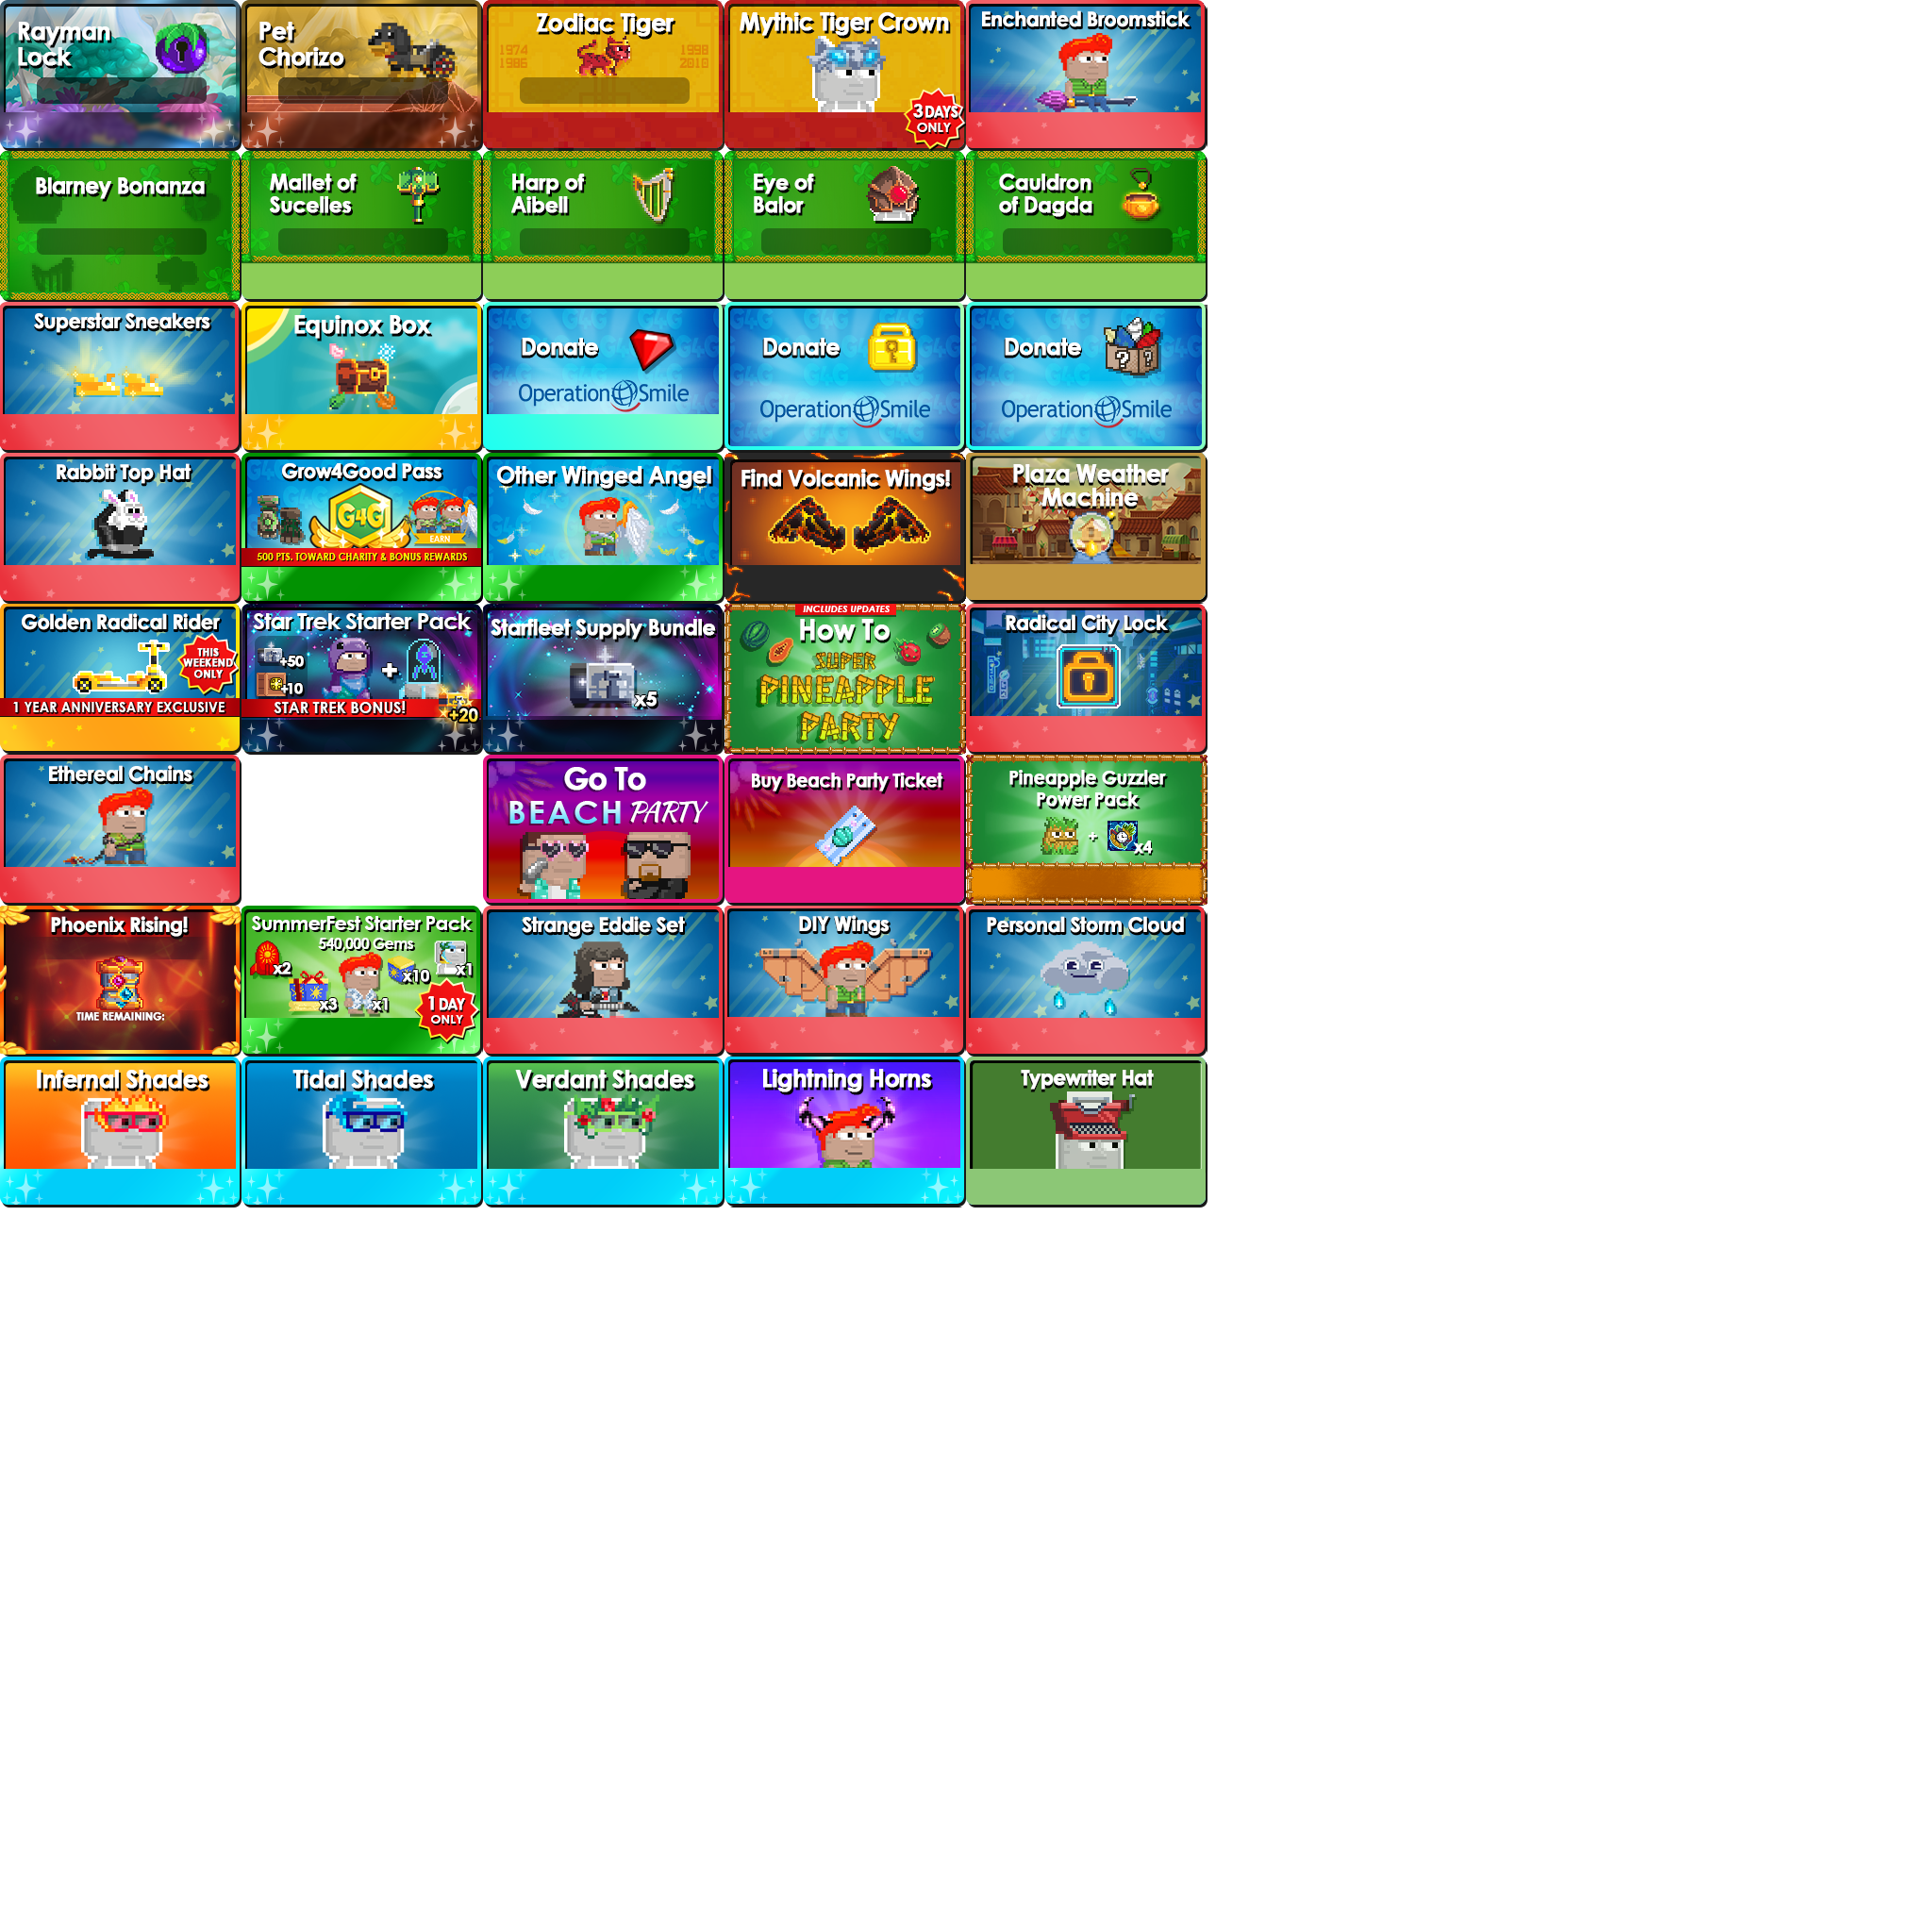 Rayman
Lock
Pet
Chorizo
Zodiac Tiger
1974
1986
1998
2010
Mythic Tiger Crown
3 DAYS
ONLY
Enchanted Broomstick
Blarney Bonanza
Mallet of
Sucelles
Harp of
Aibell
Eye of
Balor
Cauldron
of Dagda
Superstar Sneakers
Equinox Box
Donate
Operation Smile
Donate
Operation Smile
Donate
? ?
Operation Smile
Rabbit Top Hat
Grow4Good Pass
G4G
EARN
500 PTS. TOWARD CHARITY & BONUS REWARDS
Other Winged Angel
Find Volcanic Wings!
Plaza Weather
Machine
Golden Radical Rider
THIS
WEEKEND
ONLY
1 YEAR ANNIVERSARY EXCLUSIVE
Star Trek Starter Pack
+50
+
+10
STAR TREK BONUS!
+20
Starfleet Supply Bundle
x5
INCLUDES UPDATES
How To
SUPER
PINEAPPLE
PARTY
Radical City Lock
Ethereal Chains
Go To
BEACH PARTY
Buy Beach Party Ticket
Pineapple Guzzler
Power Pack
+
x4
Phoenix Rising!
TIME REMAINING:
SummerFest Starter Pack
540,000 Gems
x2
x10
x1
x3
x1
1 DAY
ONLY
Strange Eddie Set
DIY Wings
Personal Storm Cloud
Infernal Shades
Tidal Shades
Verdant Shades
Lightning Horns
Typewriter Hat